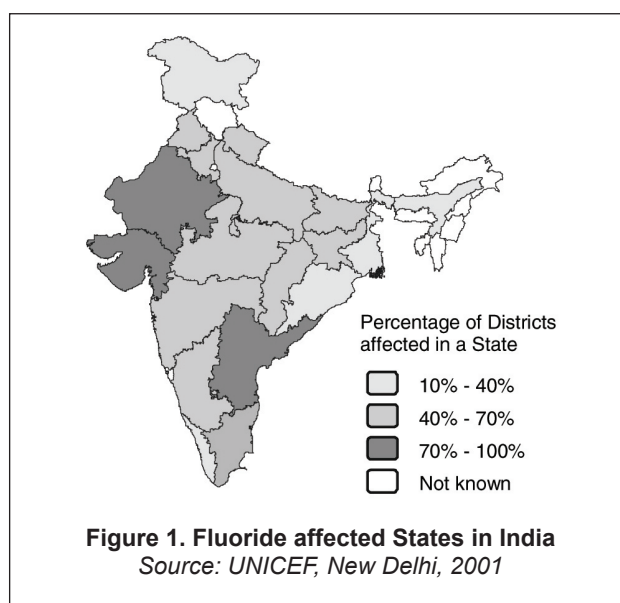 Percentage of Districts
affected in a State
10% - 40%
40% - 70%
70% - 100%
Not known
Figure 1. Fluoride affected States in India
Source: UNICEF, New Delhi, 2001